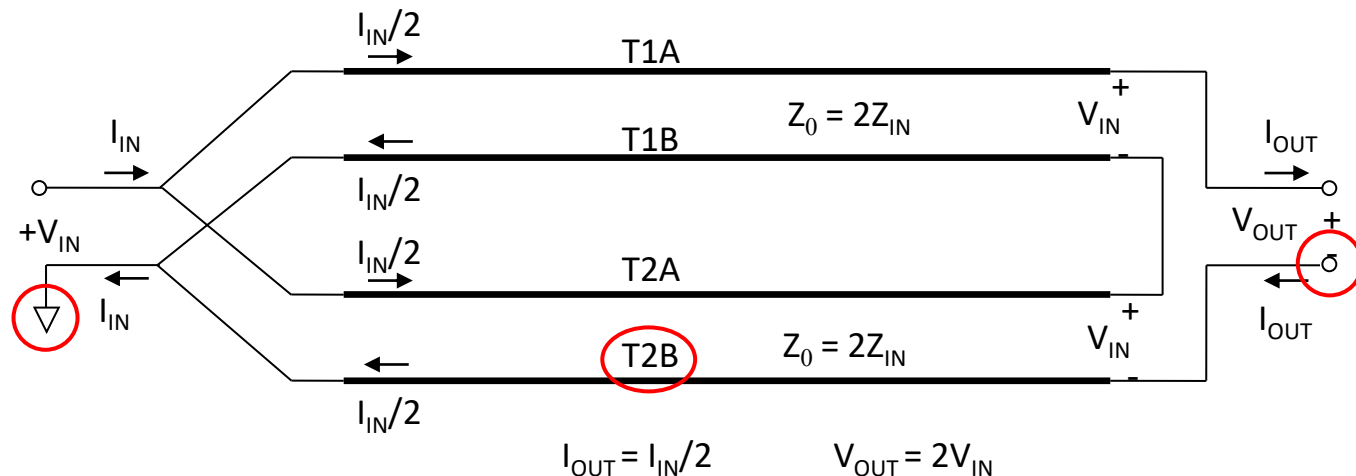 I_IN/2
T1A
+
Z_0 = 2Z_IN
V_IN
I_IN
T1B
-
I_OUT
I_IN/2
+V_IN
V_OUT
+
I_IN/2
T2A
-
I_IN
+
I_OUT
T2B
Z_0 = 2Z_IN
V_IN
-
I_IN/2
I_OUT = I_IN/2
V_OUT = 2V_IN